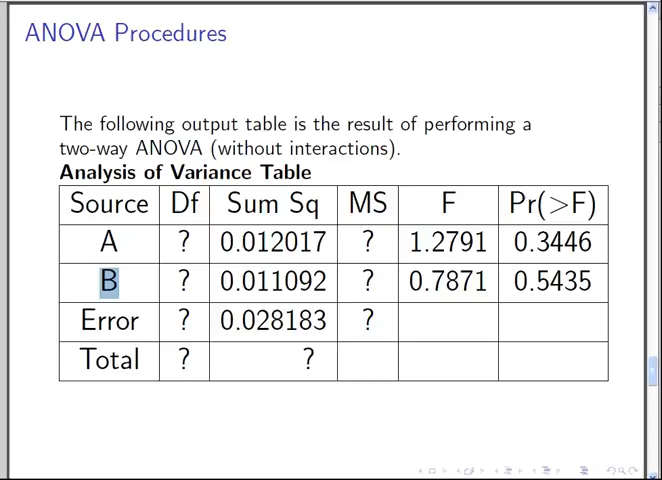 ANOVA Procedures
The following output table is the result of performing a
two-way ANOVA (without interactions).
Analysis of Variance Table
Source Df Sum Sq MS F Pr(>F)
A ? 0.012017 ? 1.2791 0.3446
B ? 0.011092 ? 0.7871 0.5435
Error ? 0.028183 ?
Total ? ?